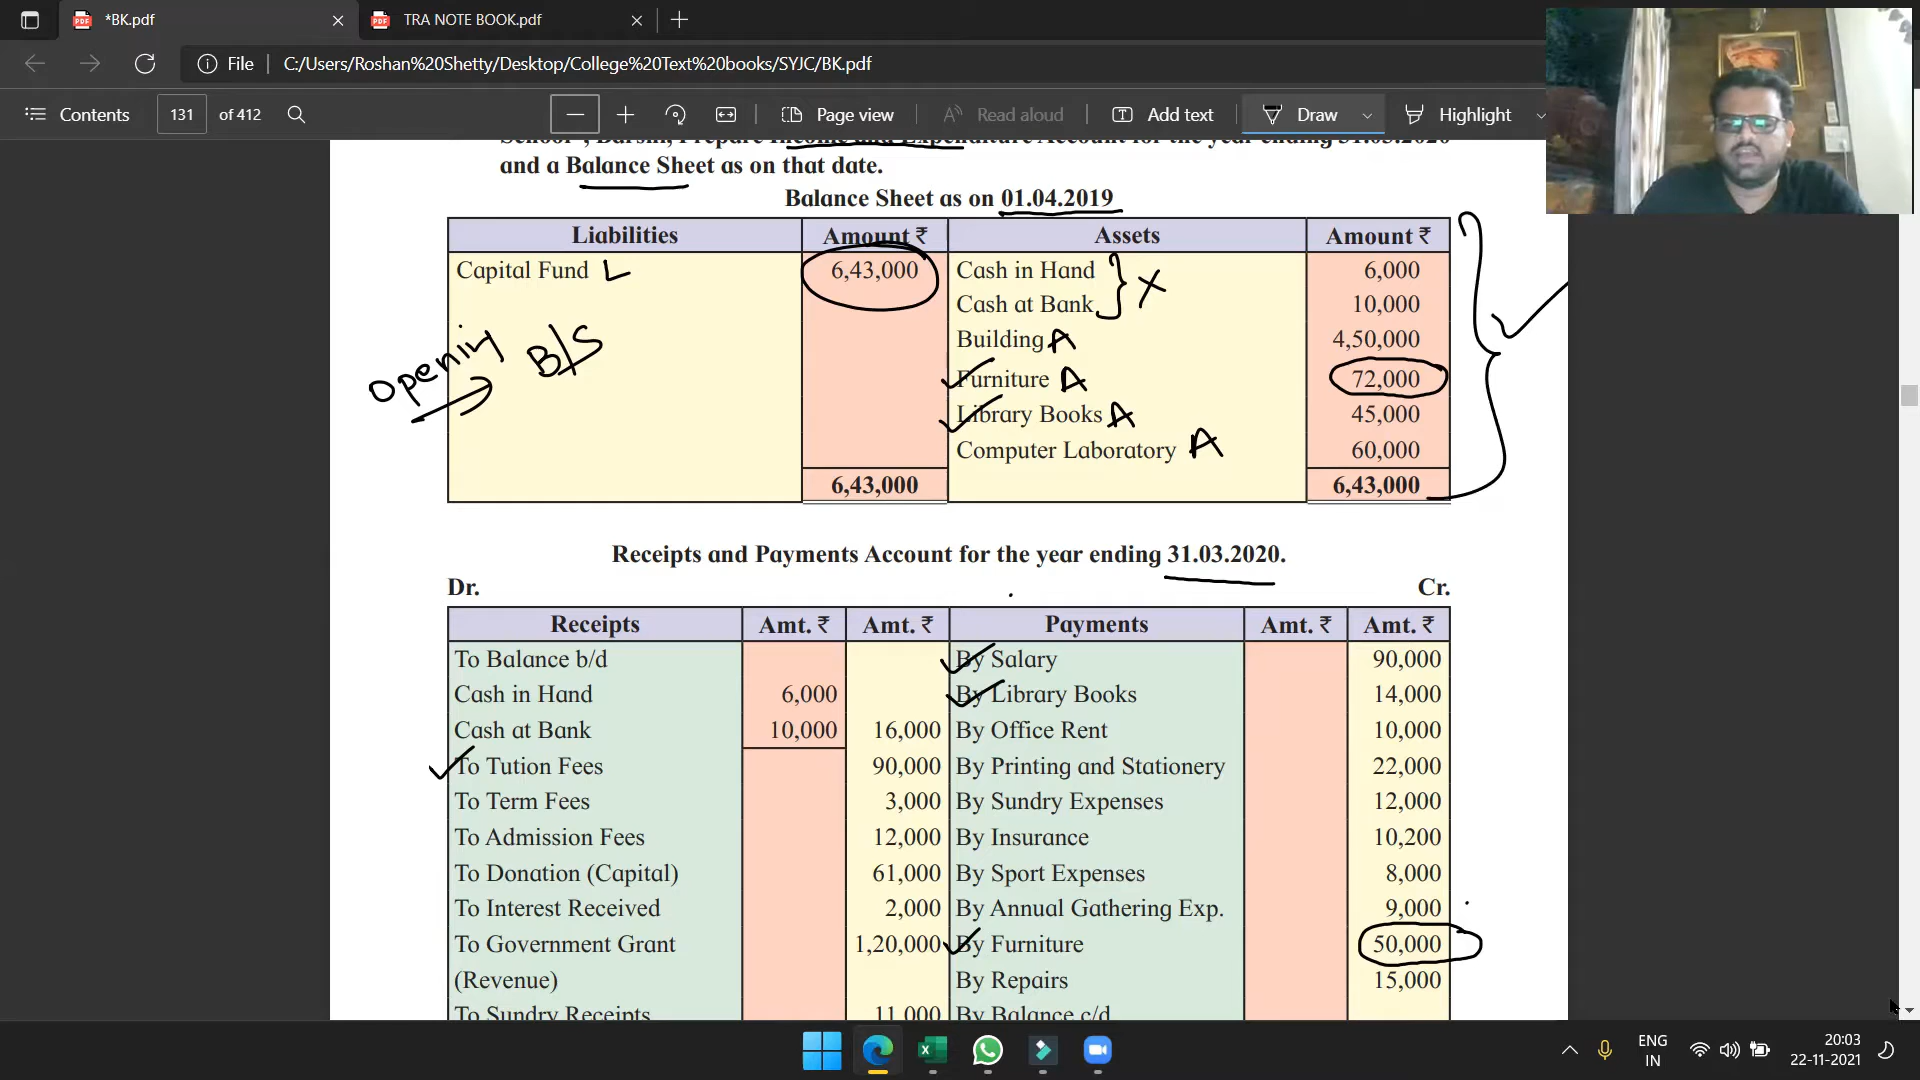 *BK.pdf
TRA NOTE BOOK.pdf
File
C:/Users/Roshan%20Shetty/Desktop/College%20Text%20books/SYJC/BK.pdf
Contents
131 of 412
Page view
Read aloud
Add text
Draw
Highlight
and a Balance Sheet as on that date.
Balance Sheet as on 01.04.2019
Liabilities Amount ₹ Assets Amount ₹
Capital Fund L 6,43,000 Cash in Hand 6,000
X
Cash at Bank 10,000
Opening B/S
Building A 4,50,000
Furniture A 72,000
Library Books A 45,000
Computer Laboratory A 60,000
6,43,000 6,43,000
Receipts and Payments Account for the year ending 31.03.2020.
Dr. Cr.
Receipts Amt. ₹ Amt. ₹ Payments Amt. ₹ Amt. ₹
To Balance b/d By Salary 90,000
Cash in Hand 6,000 By Library Books 14,000
Cash at Bank 10,000 16,000 By Office Rent 10,000
To Tution Fees 90,000 By Printing and Stationery 22,000
To Term Fees 3,000 By Sundry Expenses 12,000
To Admission Fees 12,000 By Insurance 10,200
To Donation (Capital) 61,000 By Sport Expenses 8,000
To Interest Received 2,000 By Annual Gathering Exp. 9,000
To Government Grant 1,20,000 By Furniture 50,000
(Revenue) By Repairs 15,000
To Sundry Receipts 11,000 By Balance c/d
ENG
IN
20:03
22-11-2021